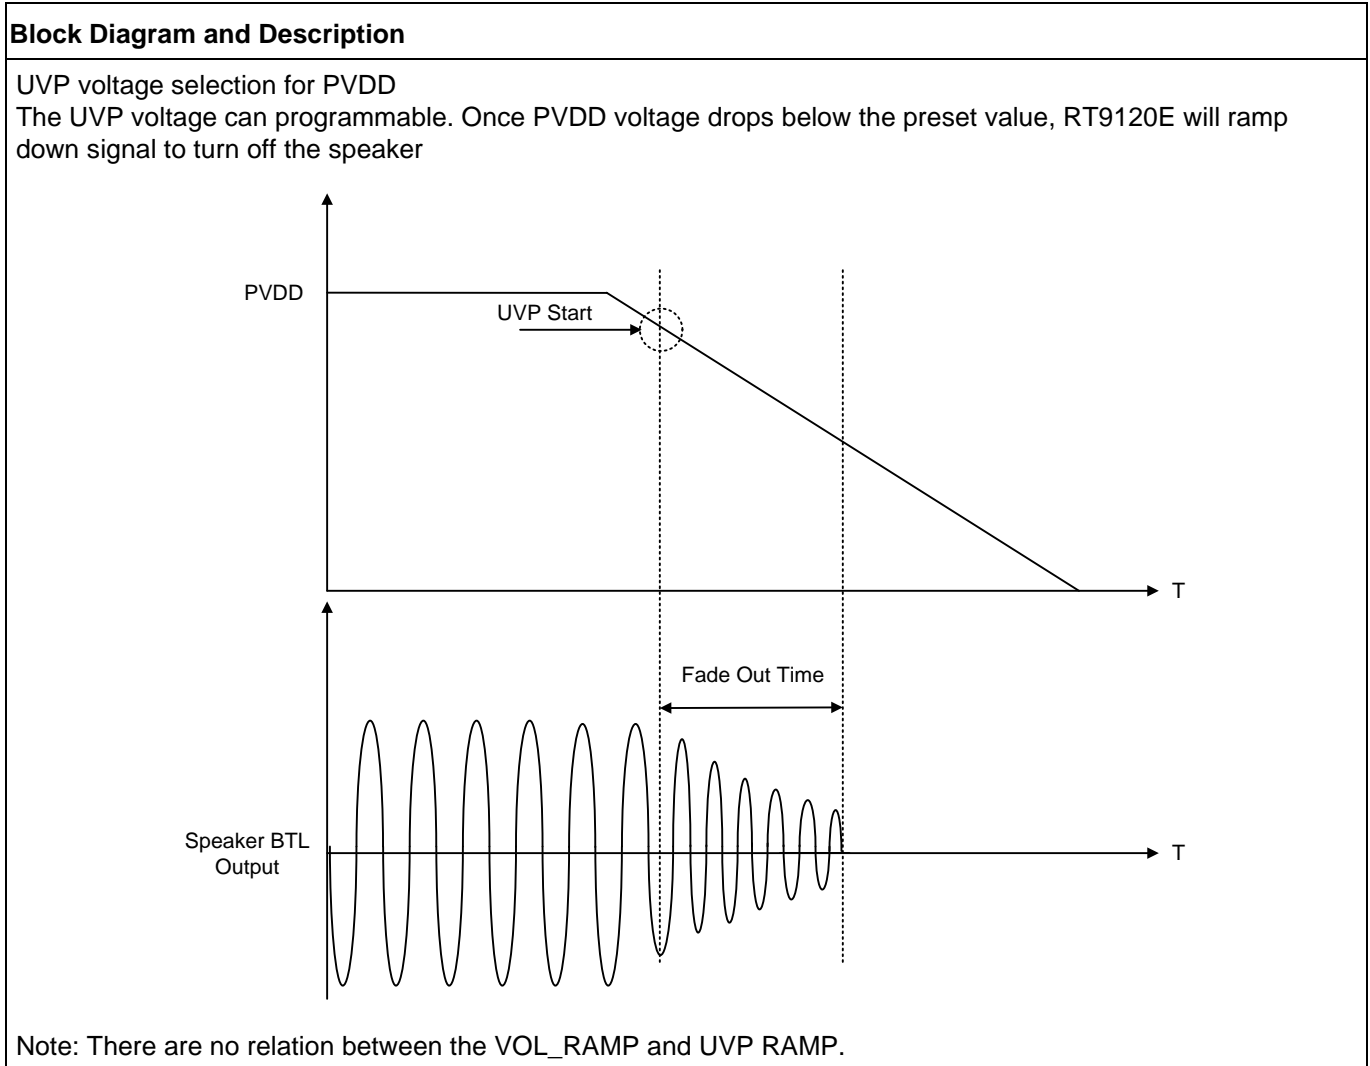 Block Diagram and Description
UVP voltage selection for PVDD
The UVP voltage can programmable. Once PVDD voltage drops below the preset value, RT9120E will ramp
down signal to turn off the speaker
PVDD
UVP Start
T
Fade Out Time
Speaker BTL
Output
T
Note: There are no relation between the VOL_RAMP and UVP RAMP.